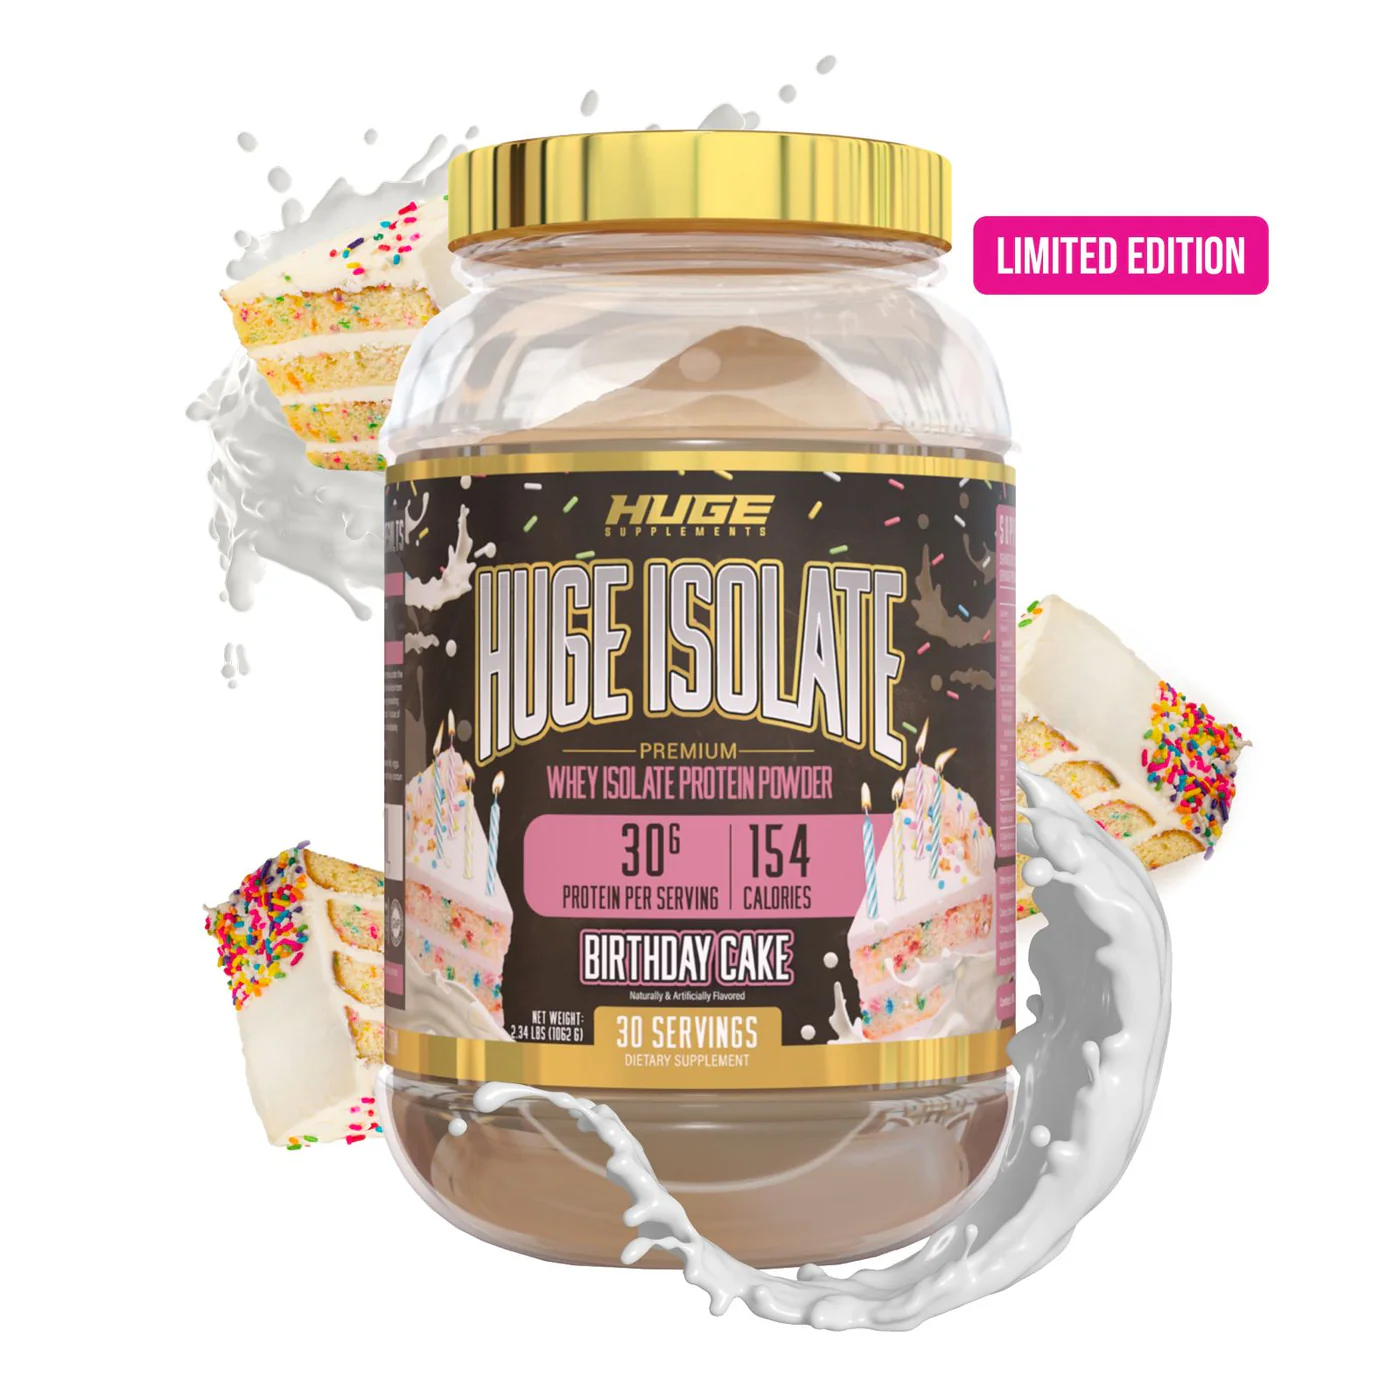 LIMITED EDITION
HUGE
SUPPLEMENTS
HUGE ISOLATE
PREMIUM
WHEY ISOLATE PROTEIN POWDER
30G
PROTEIN PER SERVING
154
CALORIES
BIRTHDAY CAKE
Naturally & Artificially Flavored
NET WEIGHT:
2.34 LBS (1062 G)
30 SERVINGS
DIETARY SUPPLEMENT